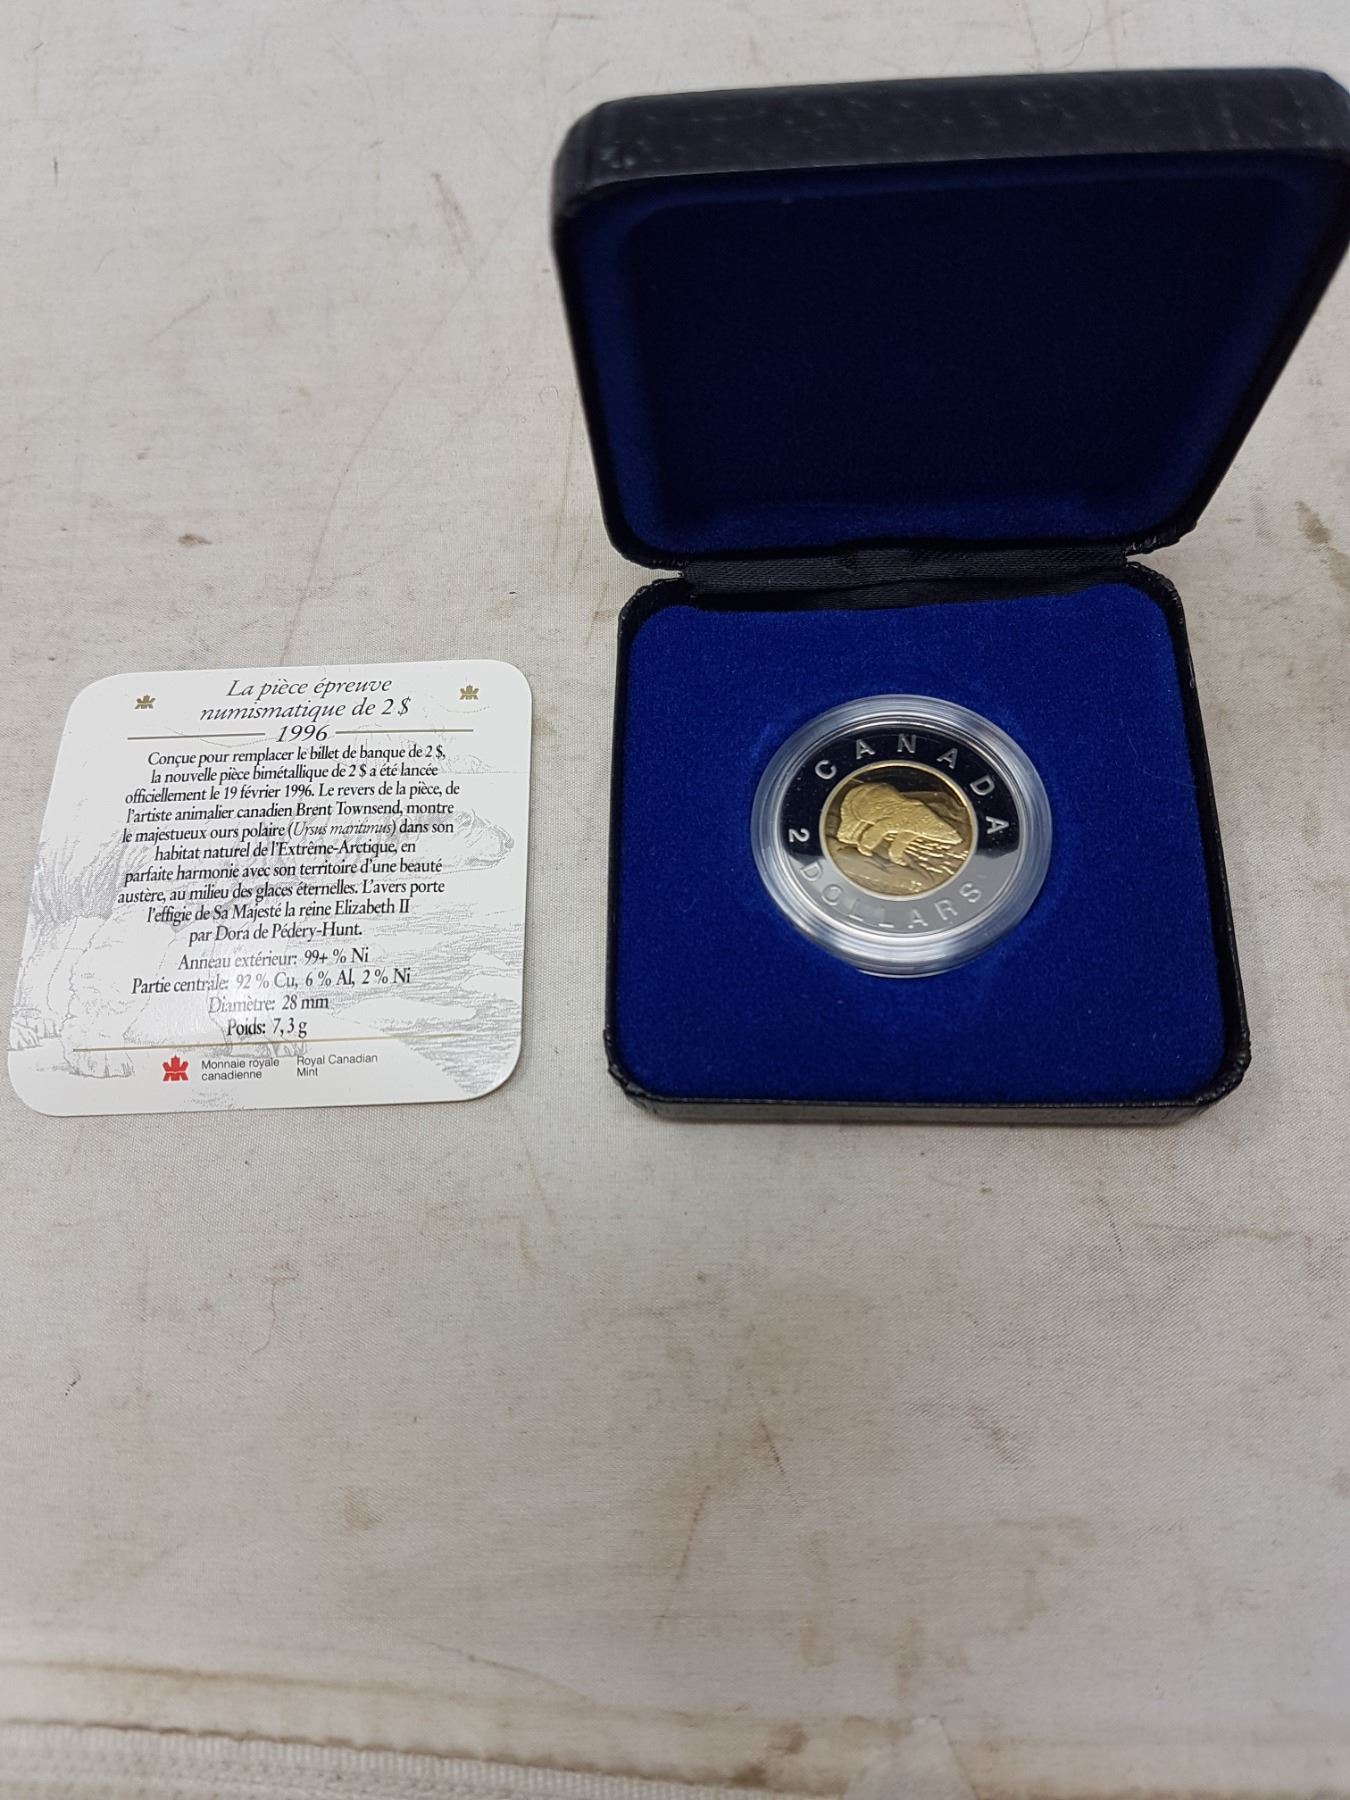 La pièce épreuve
numismatique de 2 $
1996
Conçue pour remplacer le billet de banque de 2 $,
la nouvelle pièce bimétallique de 2 $ a été lancée
officiellement le 19 février 1996. Le revers de la pièce, de
l'artiste animalier canadien Brent Townsend, montre
le majestueux ours polaire (Ursus maritimus) dans son
habitat naturel de l'Extrême-Arctique, en
parfaite harmonie avec son territoire d'une beauté
austère, au milieu des glaces éternelles. L'avers porte
l'effigie de Sa Majesté la reine Elizabeth II
par Dora de Pédery-Hunt.
Anneau extérieur: 99+ % Ni
Partie centrale: 92 % Cu, 6 % Al, 2 % Ni
Diamètre: 28 mm
Poids: 7,3 g
Monnaie royale
canadienne
Royal Canadian
Mint
CANADA
2 DOLLARS